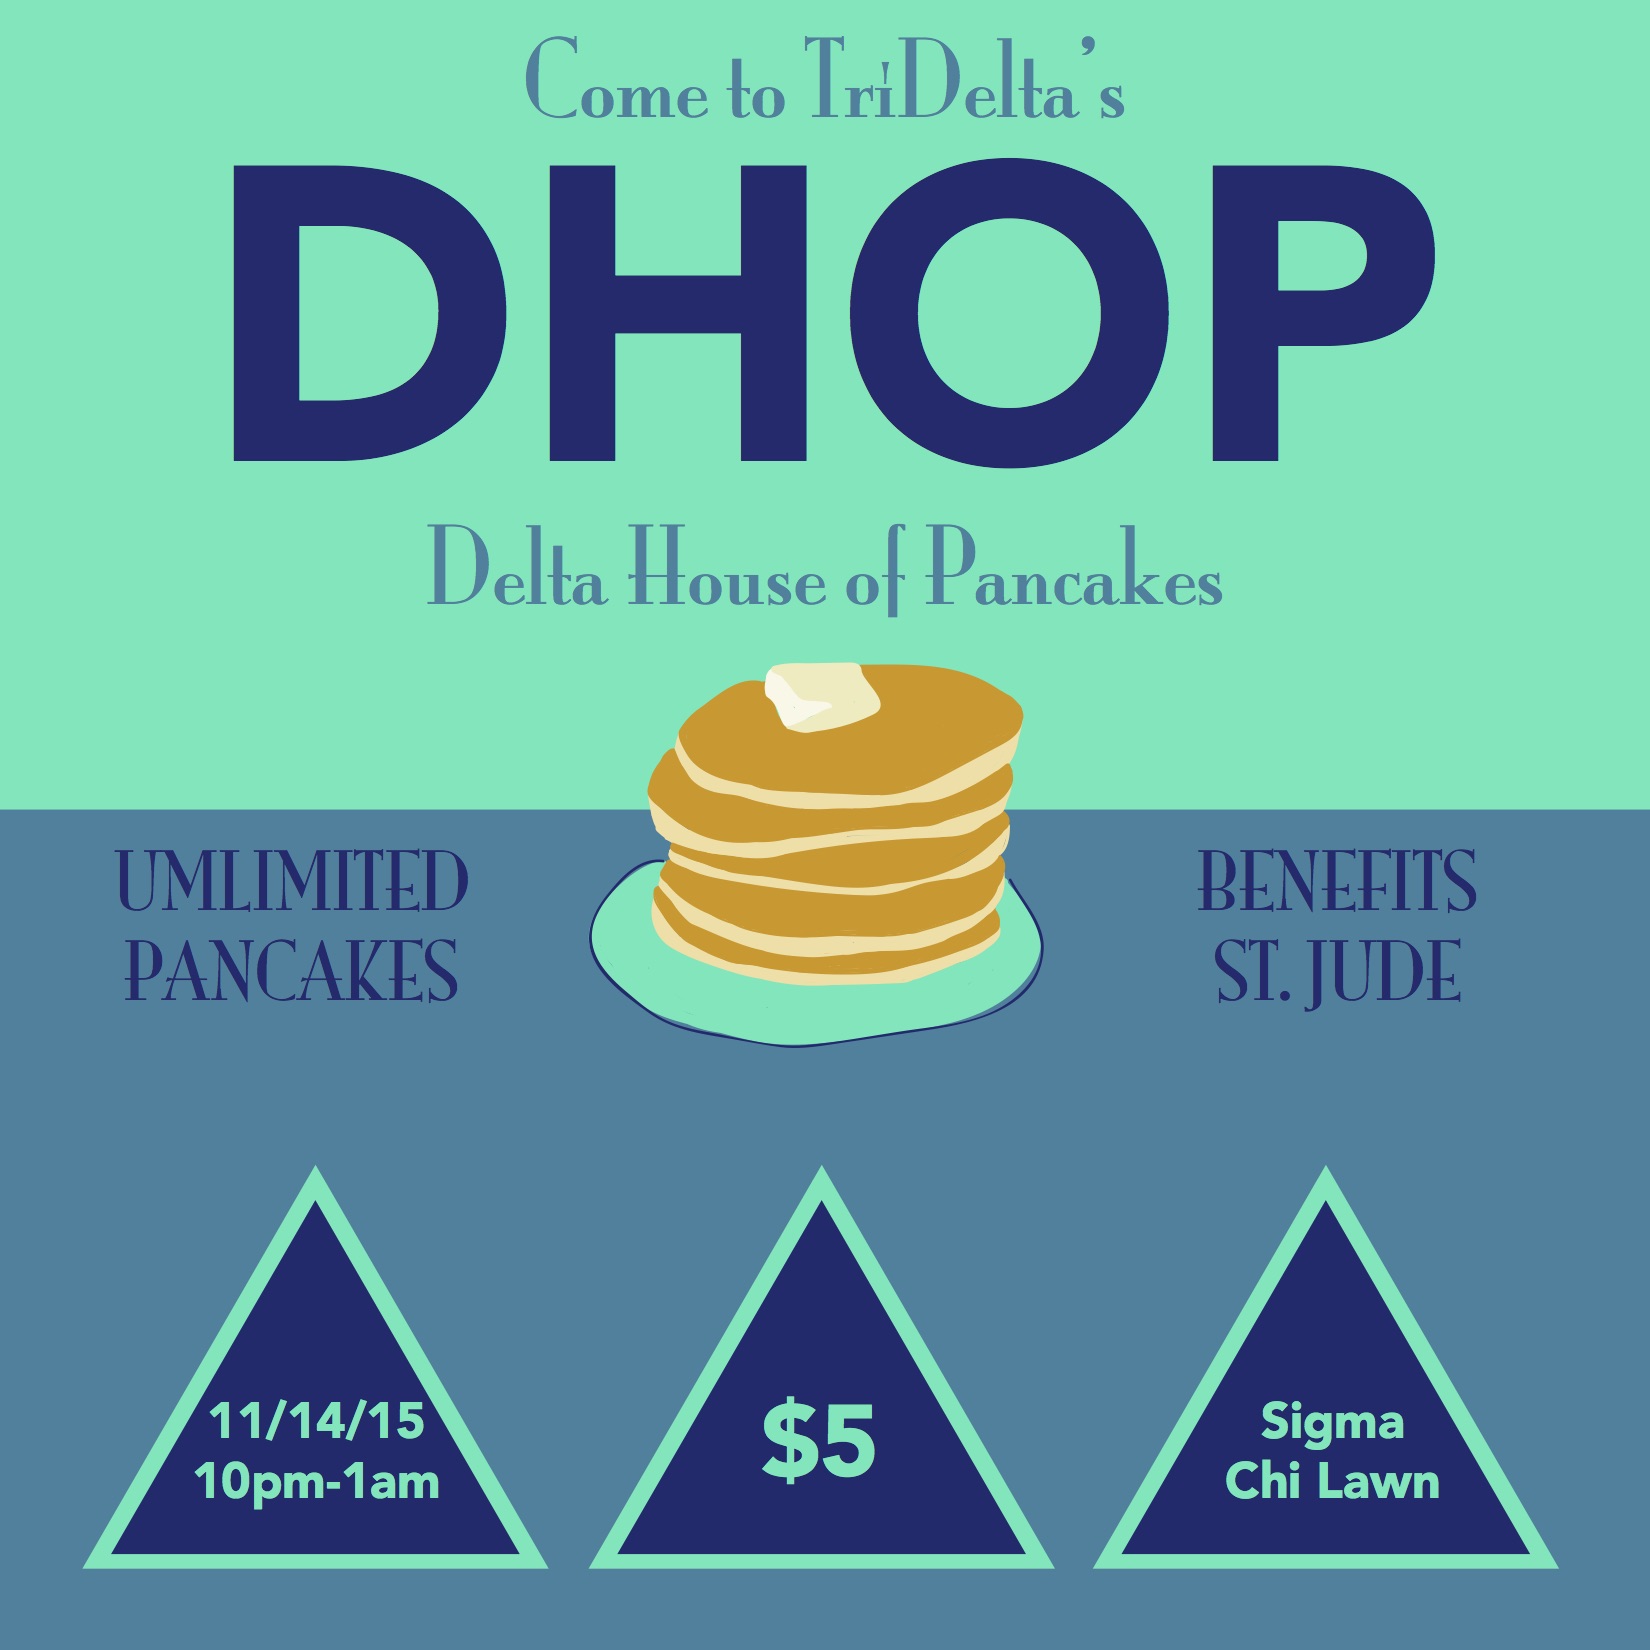 Come to TriDelta's
DHOP
Delta House of Pancakes
UMLIMITED
PANCAKES
BENEFITS
ST. JUDE
11/14/15
10pm-1am
$5
Sigma
Chi Lawn